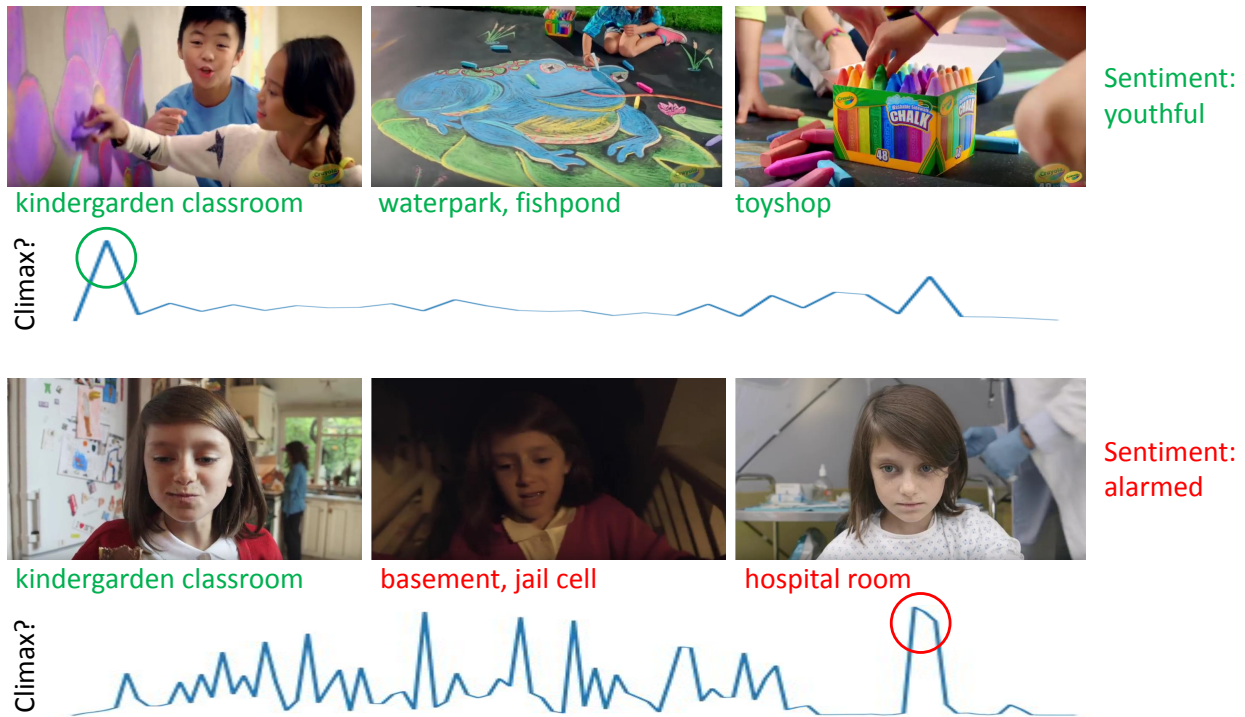 Sentiment:
youthful
CHALK
48
kindergarden classroom
waterpark, fishpond
toyshop
Climax?
Sentiment:
alarmed
kindergarden classroom
basement, jail cell
hospital room
Climax?